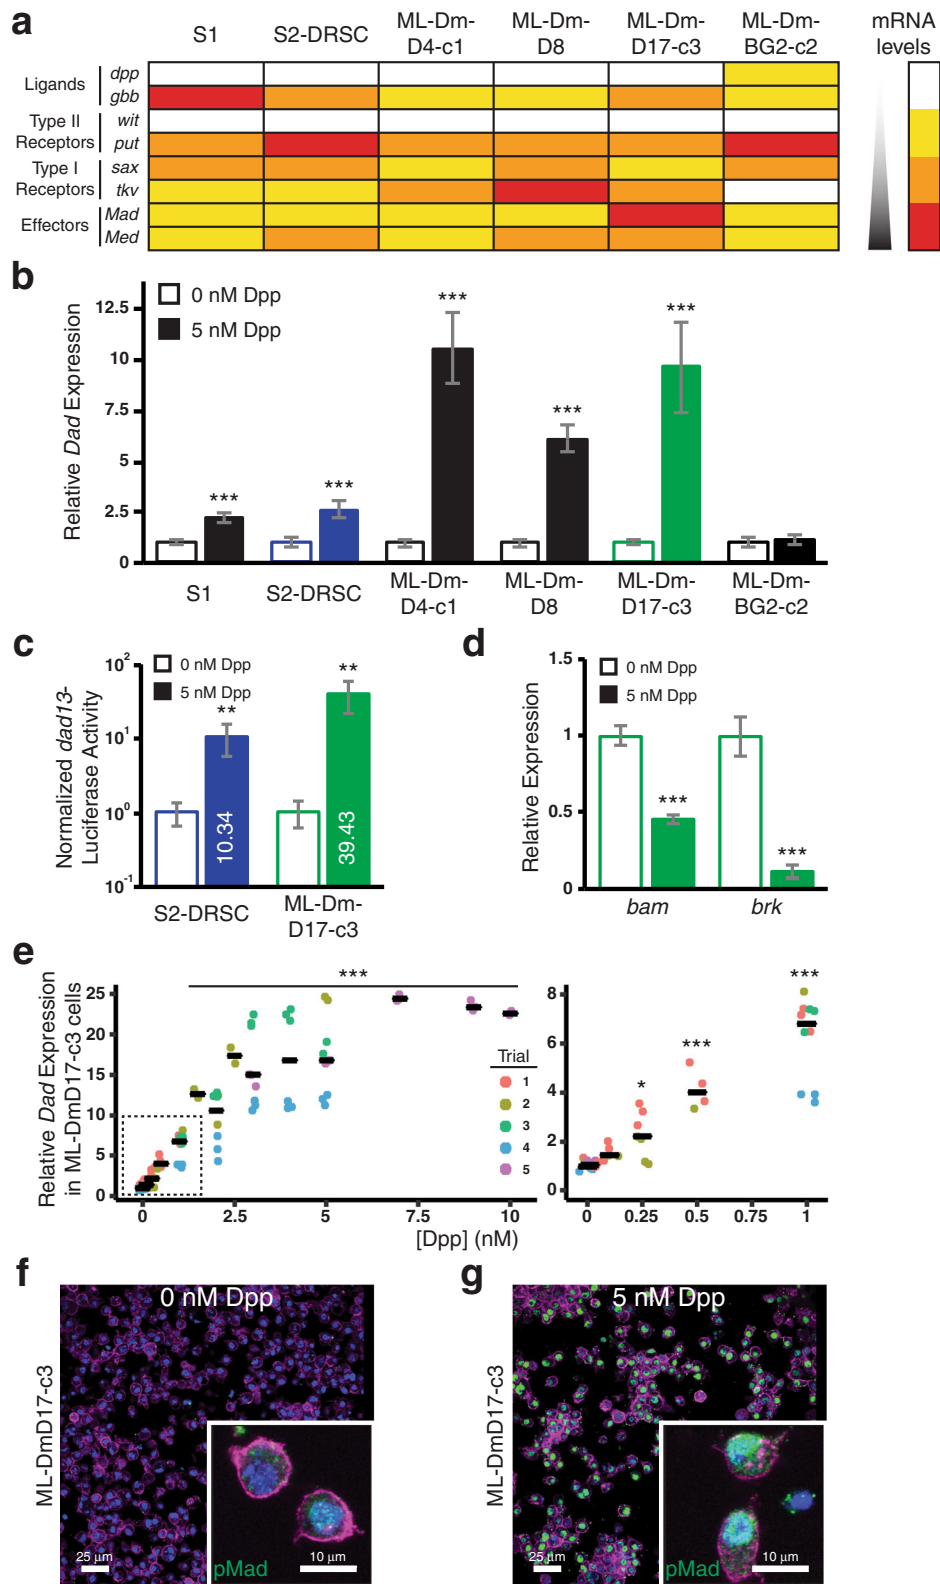 a
S1
S2-DRSC
ML-Dm-
D4-c1
ML-Dm-
D8
ML-Dm-
D17-c3
ML-Dm-
BG2-c2
mRNA
levels
Ligands
dpp
gbb
Type II
Receptors
wit
put
Type I
Receptors
sax
tkv
Effectors
Mad
Med
b
Relative Dad Expression
0 nM Dpp
5 nM Dpp
12.5
10
7.5
5
2.5
0
***
***
***
***
***
S1
S2-DRSC
ML-Dm-
D4-c1
ML-Dm-
D8
ML-Dm-
D17-c3
ML-Dm-
BG2-c2
c
Normalized dad13-
Luciferase Activity
0 nM Dpp
5 nM Dpp
10²
10¹
10⁰
10⁻¹
**
**
10.34
39.43
S2-DRSC
ML-Dm-
D17-c3
d
Relative Expression
0 nM Dpp
5 nM Dpp
1.5
1
0.5
0
***
***
bam
brk
e
Relative Dad Expression
in ML-DmD17-c3 cells
***
25
20
15
10
5
0
0
2.5
5
7.5
10
Trial
1
2
3
4
5
8
6
4
2
0
*
***
***
0
0.25
0.5
0.75
1
[Dpp] (nM)
f
0 nM Dpp
ML-DmD17-c3
25 µm
pMad
10 µm
g
5 nM Dpp
ML-DmD17-c3
25 µm
pMad
10 µm